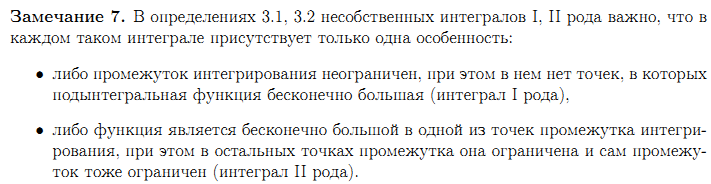 Замечание 7. В определениях 3.1, 3.2 несобственных интегралов I, II рода важно, что в
каждом таком интеграле присутствует только одна особенность:
• либо промежуток интегрирования неограничен, при этом в нем нет точек, в которых
подынтегральная функция бесконечно большая (интеграл I рода),
• либо функция является бесконечно большой в одной из точек промежутка интегри-
рования, при этом в остальных точках промежутка она ограничена и сам промежу-
ток тоже ограничен (интеграл II рода).